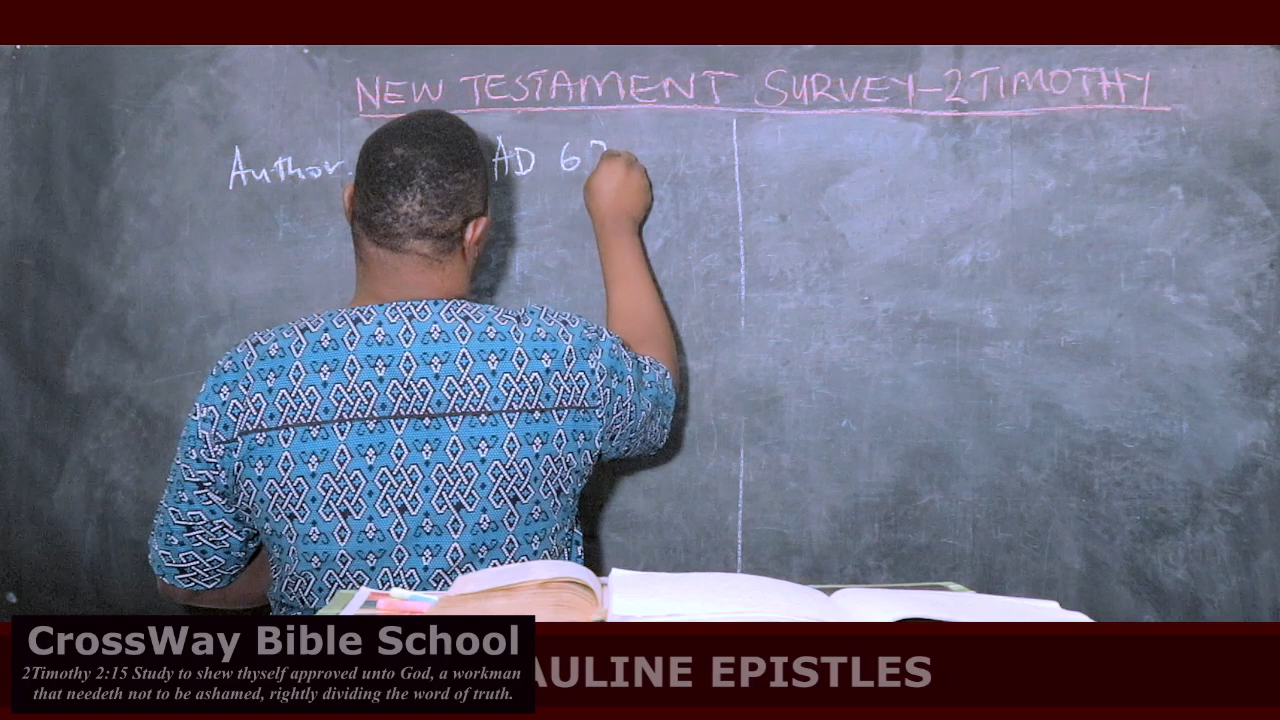 NEW TESTAMENT SURVEY-2TIMOTHY
Author. AD 6
CrossWay Bible School
2Timothy 2:15 Study to shew thyself approved unto God, a workman
that needeth not to be ashamed, rightly dividing the word of truth.
AULINE EPISTLES